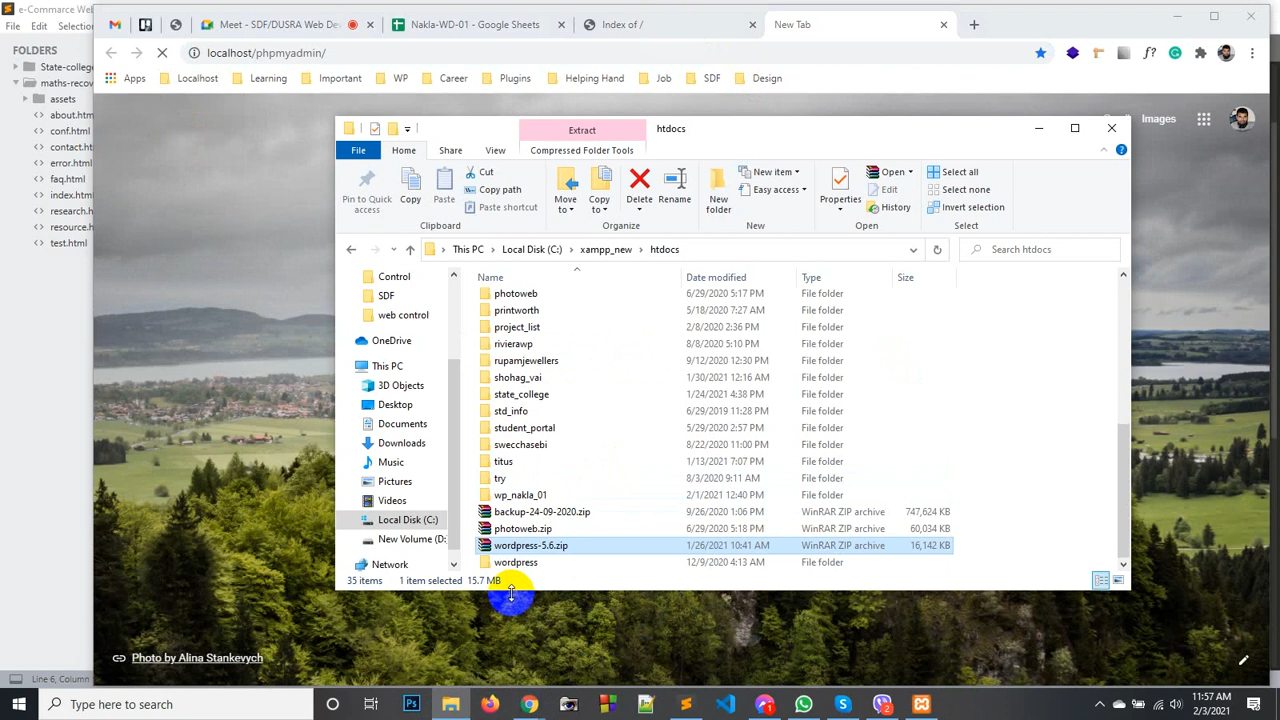 e-Commerce Web
File Edit Selection
FOLDERS
State-colleg
maths-recov
assets
about.html
conf.html
contact.htm
error.html
faq.html
index.html
research.h
resource.h
test.html
Line 6, Column
Meet - SDF/DUSRA Web De
Nakla-WD-01 - Google Sheets
Index of /
New Tab
localhost/phpmyadmin/
f?
Apps Localhost Learning Important WP Career Plugins Helping Hand Job SDF Design
Images
Extract
htdocs
File Home Share View Compressed Folder Tools
Pin to Quick access
Copy
Paste
Cut
Copy path
Paste shortcut
Clipboard
Move to
Copy to
Delete
Rename
Organize
New folder
New item
Easy access
New
Properties
Open
Edit
History
Open
Select all
Select none
Invert selection
Select
This PC > Local Disk (C:) > xampp_new > htdocs
Search htdocs
Control
SDF
web control
OneDrive
This PC
3D Objects
Desktop
Documents
Downloads
Music
Pictures
Videos
Local Disk (C:)
New Volume (D:
Network
Name Date modified Type Size
photoweb 6/29/2020 5:17 PM File folder
printworth 5/18/2020 7:27 AM File folder
project_list 2/8/2020 2:36 PM File folder
rivierawp 8/8/2020 5:10 PM File folder
rupamjewellers 9/12/2020 12:30 PM File folder
shohag_vai 1/30/2021 12:16 AM File folder
state_college 1/24/2021 4:38 PM File folder
std_info 6/29/2019 11:28 PM File folder
student_portal 5/29/2020 2:57 PM File folder
swecchasebi 8/22/2020 11:00 PM File folder
titus 1/13/2021 7:07 PM File folder
try 8/3/2020 9:11 AM File folder
wp_nakla_01 2/1/2021 12:40 PM File folder
backup-24-09-2020.zip 9/26/2020 1:06 PM WinRAR ZIP archive 747,624 KB
photoweb.zip 6/29/2020 5:18 PM WinRAR ZIP archive 60,034 KB
wordpress-5.6.zip 1/26/2021 10:41 AM WinRAR ZIP archive 16,142 KB
wordpress 12/9/2020 4:13 AM File folder
35 items 1 item selected 15.7 MB
Photo by Alina Stankevych
Type here to search
Ps
1
2
11:57 AM
2/3/2021